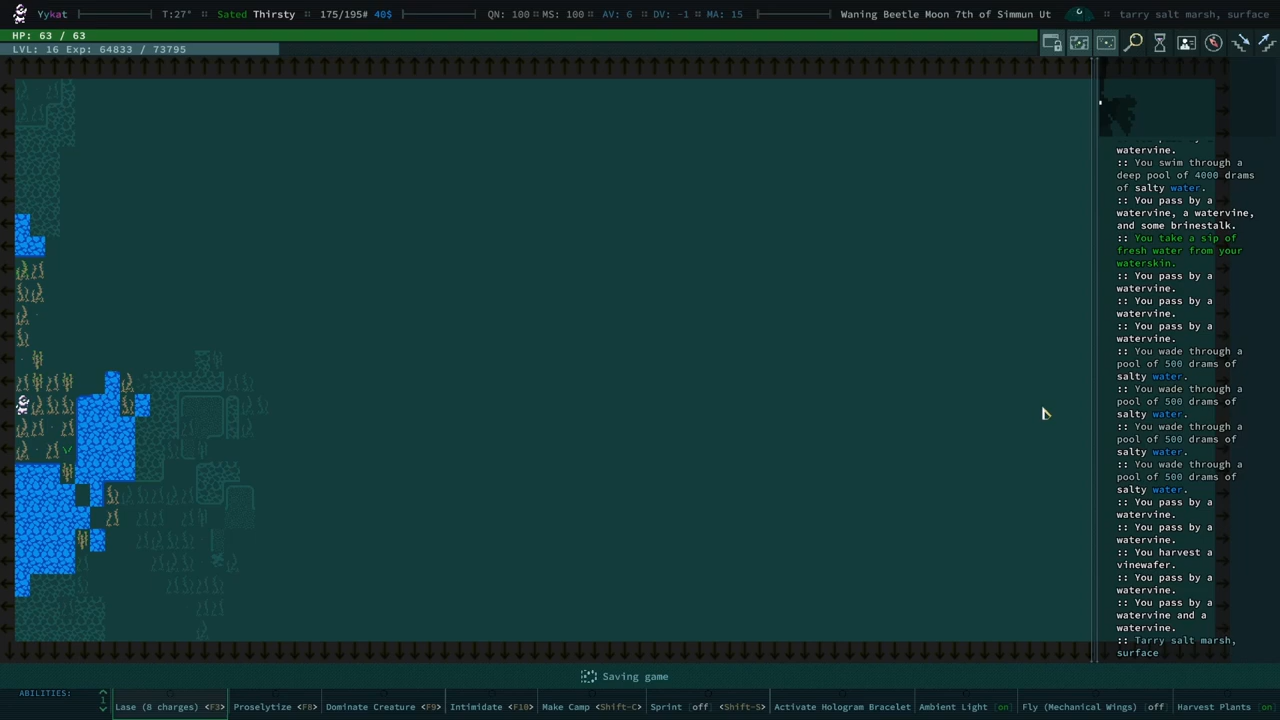 Yykat T:27° :: Sated Thirsty :: 175/195# 40$ QN: 100 :: MS: 100 :: AV: 6 :: DV: -1 :: MA: 15 Waning Beetle Moon 7th of Simmun Ut :: tarry salt marsh, surface
HP: 63 / 63
LVL: 16 Exp: 64833 / 73795
watervine.
:: You swim through a
deep pool of 4000 drams
of salty water.
:: You pass by a
watervine, a watervine,
and some brinestalk.
:: You take a sip of
fresh water from your
waterskin.
:: You pass by a
watervine.
:: You pass by a
watervine.
:: You pass by a
watervine.
:: You wade through a
pool of 500 drams of
salty water.
:: You wade through a
pool of 500 drams of
salty water.
:: You wade through a
pool of 500 drams of
salty water.
:: You wade through a
pool of 500 drams of
salty water.
:: You pass by a
watervine.
:: You pass by a
watervine.
:: You harvest a
vinewafer.
:: You pass by a
watervine.
:: You pass by a
watervine and a
watervine.
:: Tarry salt marsh,
surface
Saving game
ABILITIES: 1 Lase (8 charges) <F3> Proselytize <F8> Dominate Creature <F9> Intimidate <F10> Make Camp <Shift-C> Sprint off <Shift-S> Activate Hologram Bracelet Ambient Light on Fly (Mechanical Wings) off Harvest Plants on